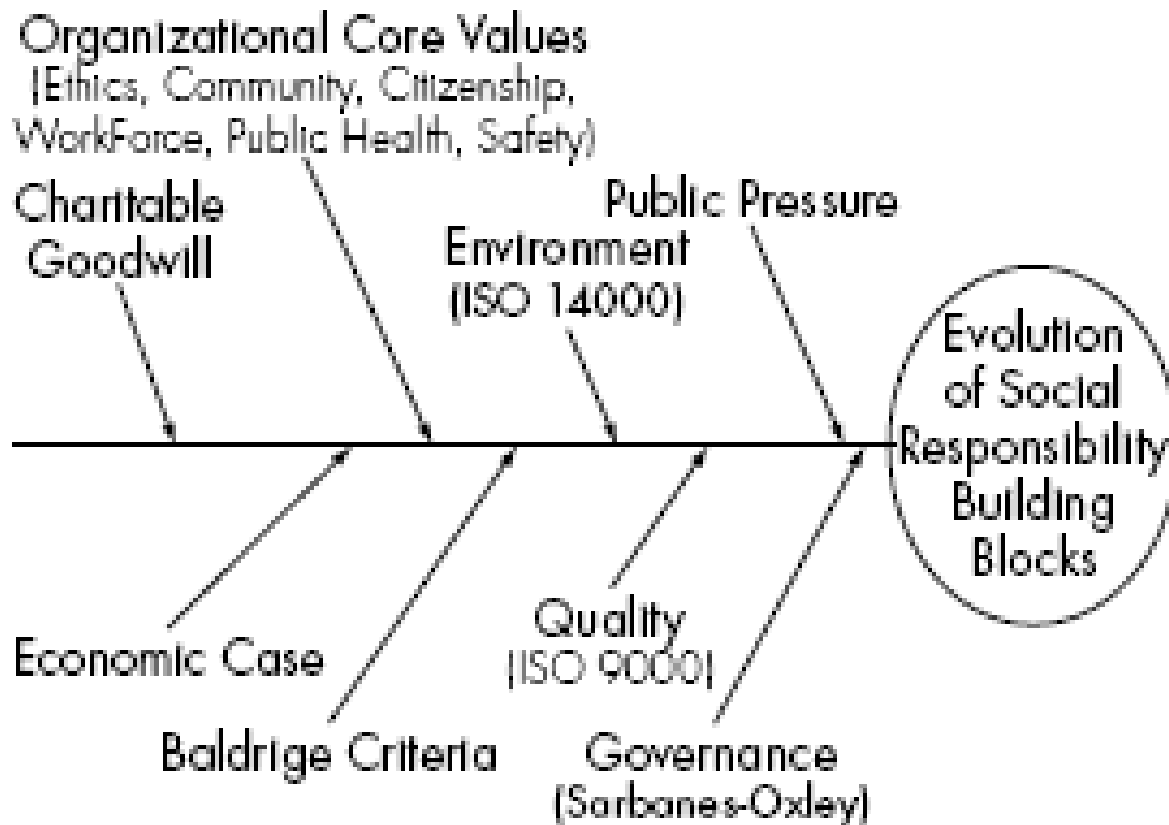 Organizational Core Values
(Ethics, Community, Citizenship,
WorkForce, Public Health, Safety)
Charitable
Goodwill
Public Pressure
Environment
(ISO 14000)
Evolution
of Social
Responsibility
Building
Blocks
Economic Case
Quality
(ISO 9000)
Baldrige Criteria
Governance
(Sarbanes-Oxley)